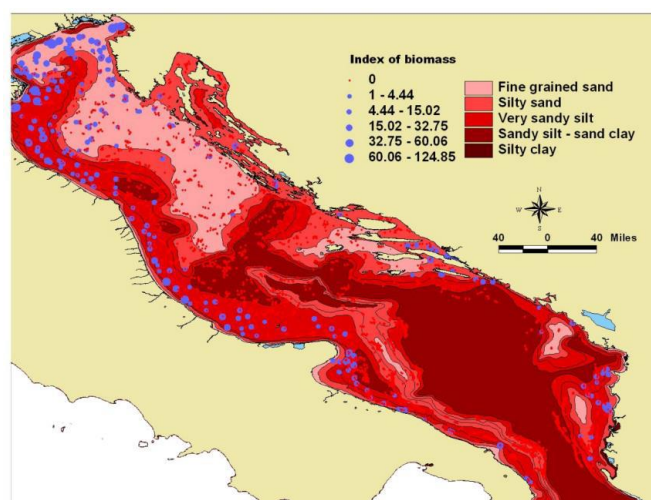 Index of biomass
0
1 - 4.44
4.44 - 15.02
15.02 - 32.75
32.75 - 60.06
60.06 - 124.85
Fine grained sand
Silty sand
Very sandy silt
Sandy silt - sand clay
Silty clay
N
W E
S
40 0 40 Miles